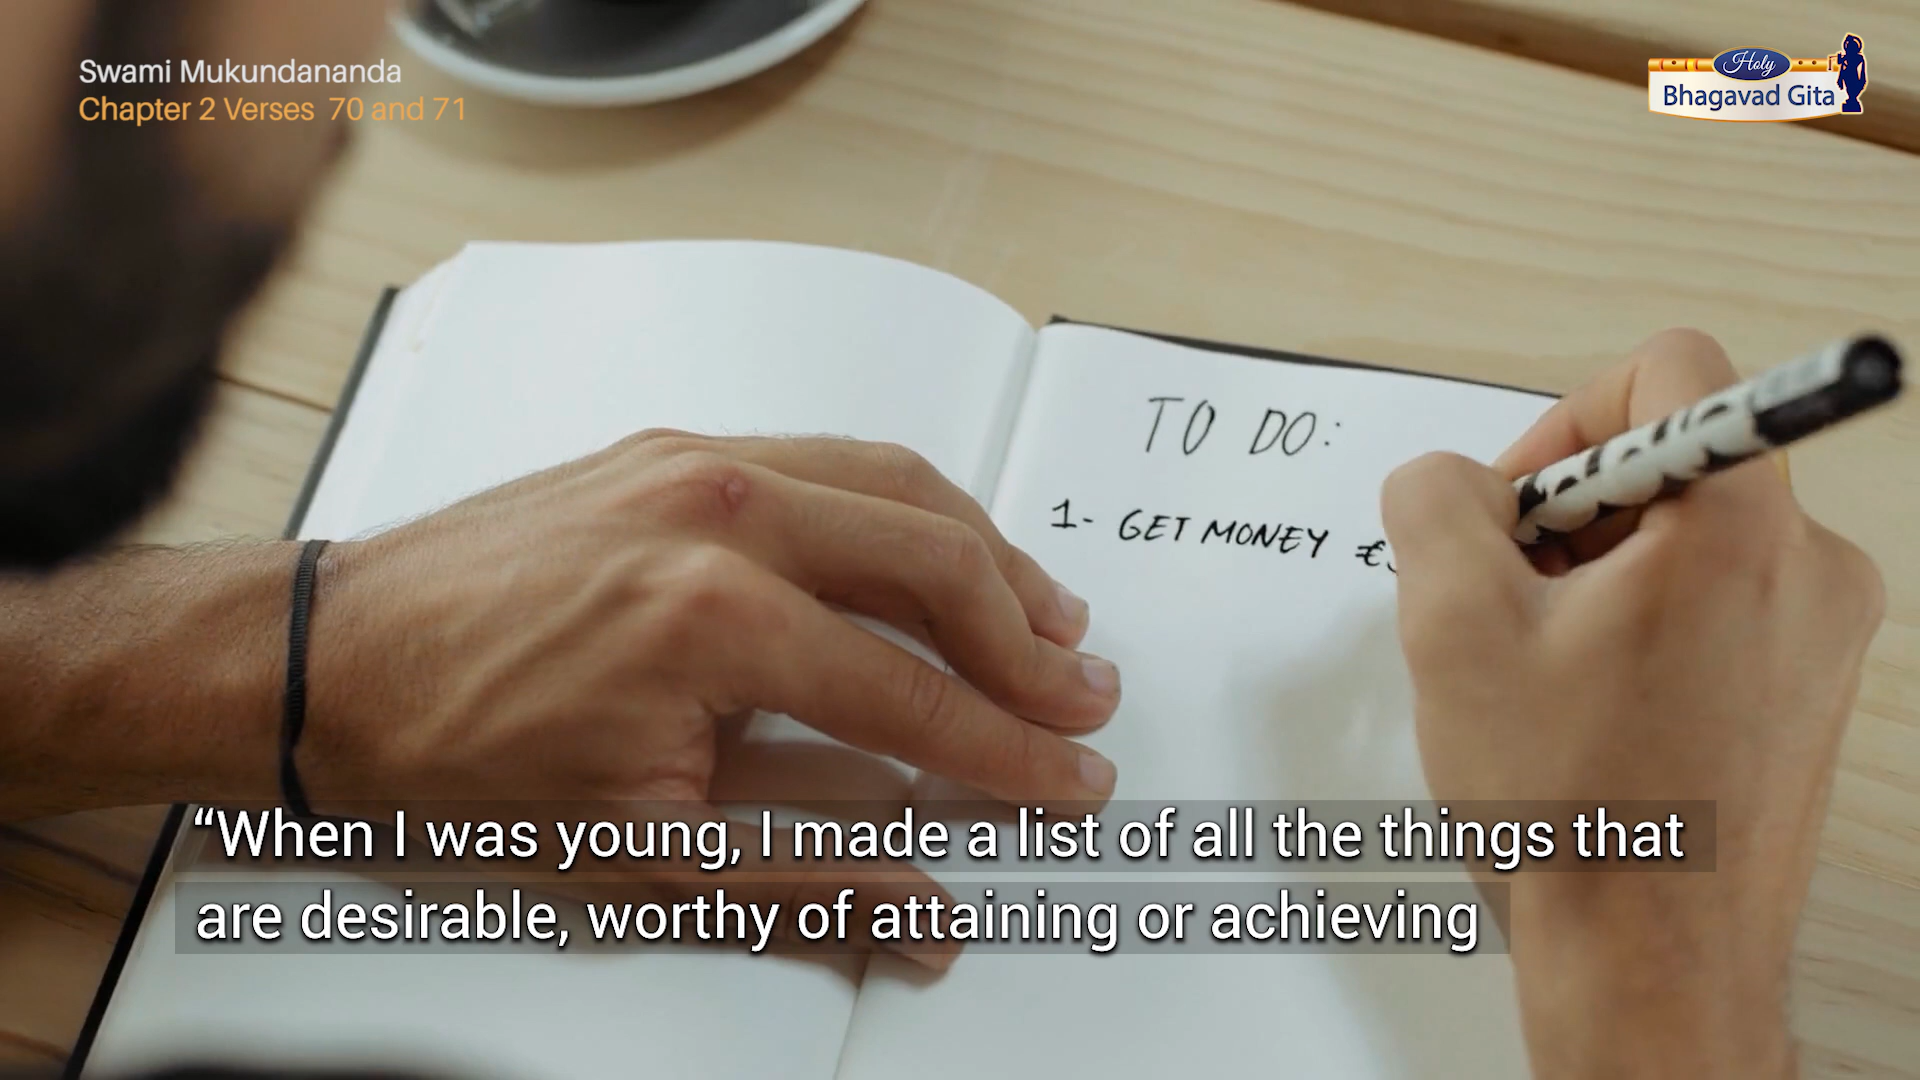 Swami Mukundananda
Chapter 2 Verses 70 and 71
Holy
Bhagavad Gita
TO DO:
1- GET MONEY €
“When I was young, I made a list of all the things that
are desirable, worthy of attaining or achieving